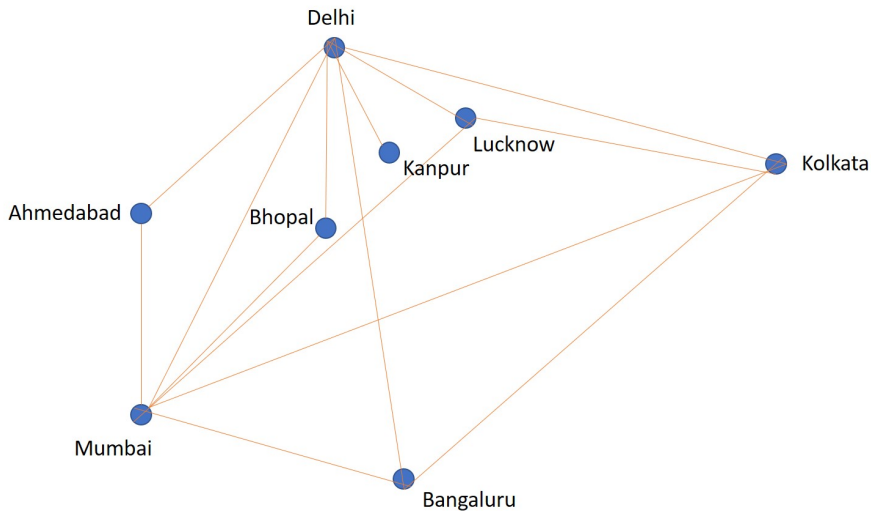 Delhi
Lucknow
Kanpur
Kolkata
Ahmedabad
Bhopal
Mumbai
Bangaluru